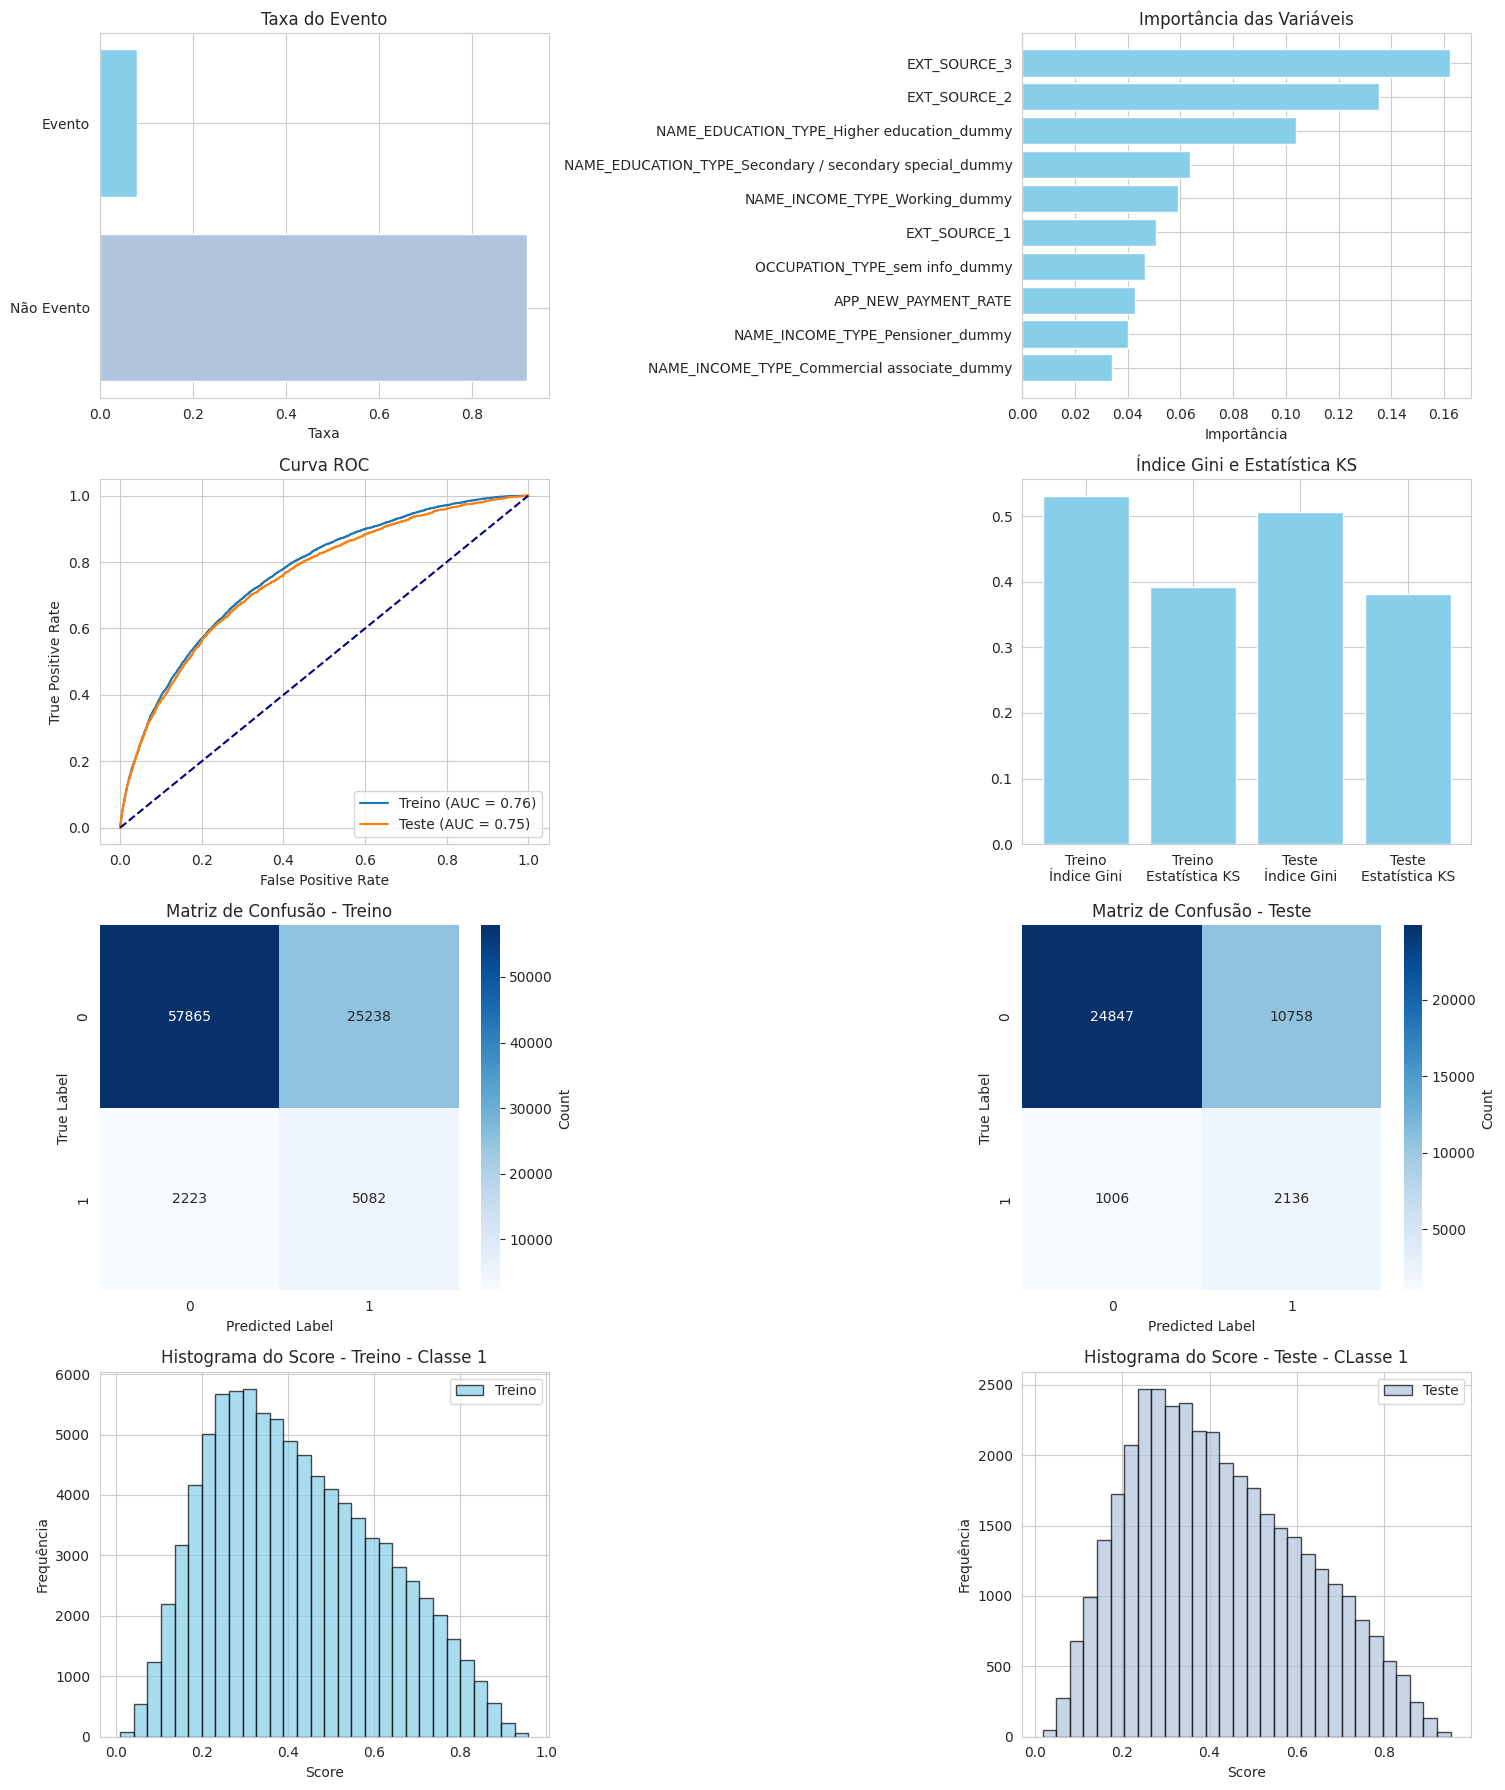 Taxa do Evento
Evento
Não Evento
0.0 0.2 0.4 0.6 0.8
Taxa
Importância das Variáveis
EXT_SOURCE_3
EXT_SOURCE_2
NAME_EDUCATION_TYPE_Higher education_dummy
NAME_EDUCATION_TYPE_Secondary / secondary special_dummy
NAME_INCOME_TYPE_Working_dummy
EXT_SOURCE_1
OCCUPATION_TYPE_sem info_dummy
APP_NEW_PAYMENT_RATE
NAME_INCOME_TYPE_Pensioner_dummy
NAME_INCOME_TYPE_Commercial associate_dummy
0.00 0.02 0.04 0.06 0.08 0.10 0.12 0.14 0.16
Importância
Curva ROC
True Positive Rate
1.0
0.8
0.6
0.4
0.2
0.0
Treino (AUC = 0.76)
Teste (AUC = 0.75)
0.0 0.2 0.4 0.6 0.8 1.0
False Positive Rate
Índice Gini e Estatística KS
0.5
0.4
0.3
0.2
0.1
0.0
Treino Treino Teste Teste
Índice Gini Estatística KS Índice Gini Estatística KS
Matriz de Confusão - Treino
True Label
0
57865 25238
1
2223 5082
0 1
Predicted Label
50000
40000
30000
20000
10000
Count
Matriz de Confusão - Teste
True Label
0
24847 10758
1
1006 2136
0 1
Predicted Label
20000
15000
10000
5000
Count
Histograma do Score - Treino - Classe 1
Frequência
6000
5000
4000
3000
2000
1000
0
Treino
0.0 0.2 0.4 0.6 0.8 1.0
Score
Histograma do Score - Teste - CLasse 1
Frequência
2500
2000
1500
1000
500
0
Teste
0.0 0.2 0.4 0.6 0.8
Score